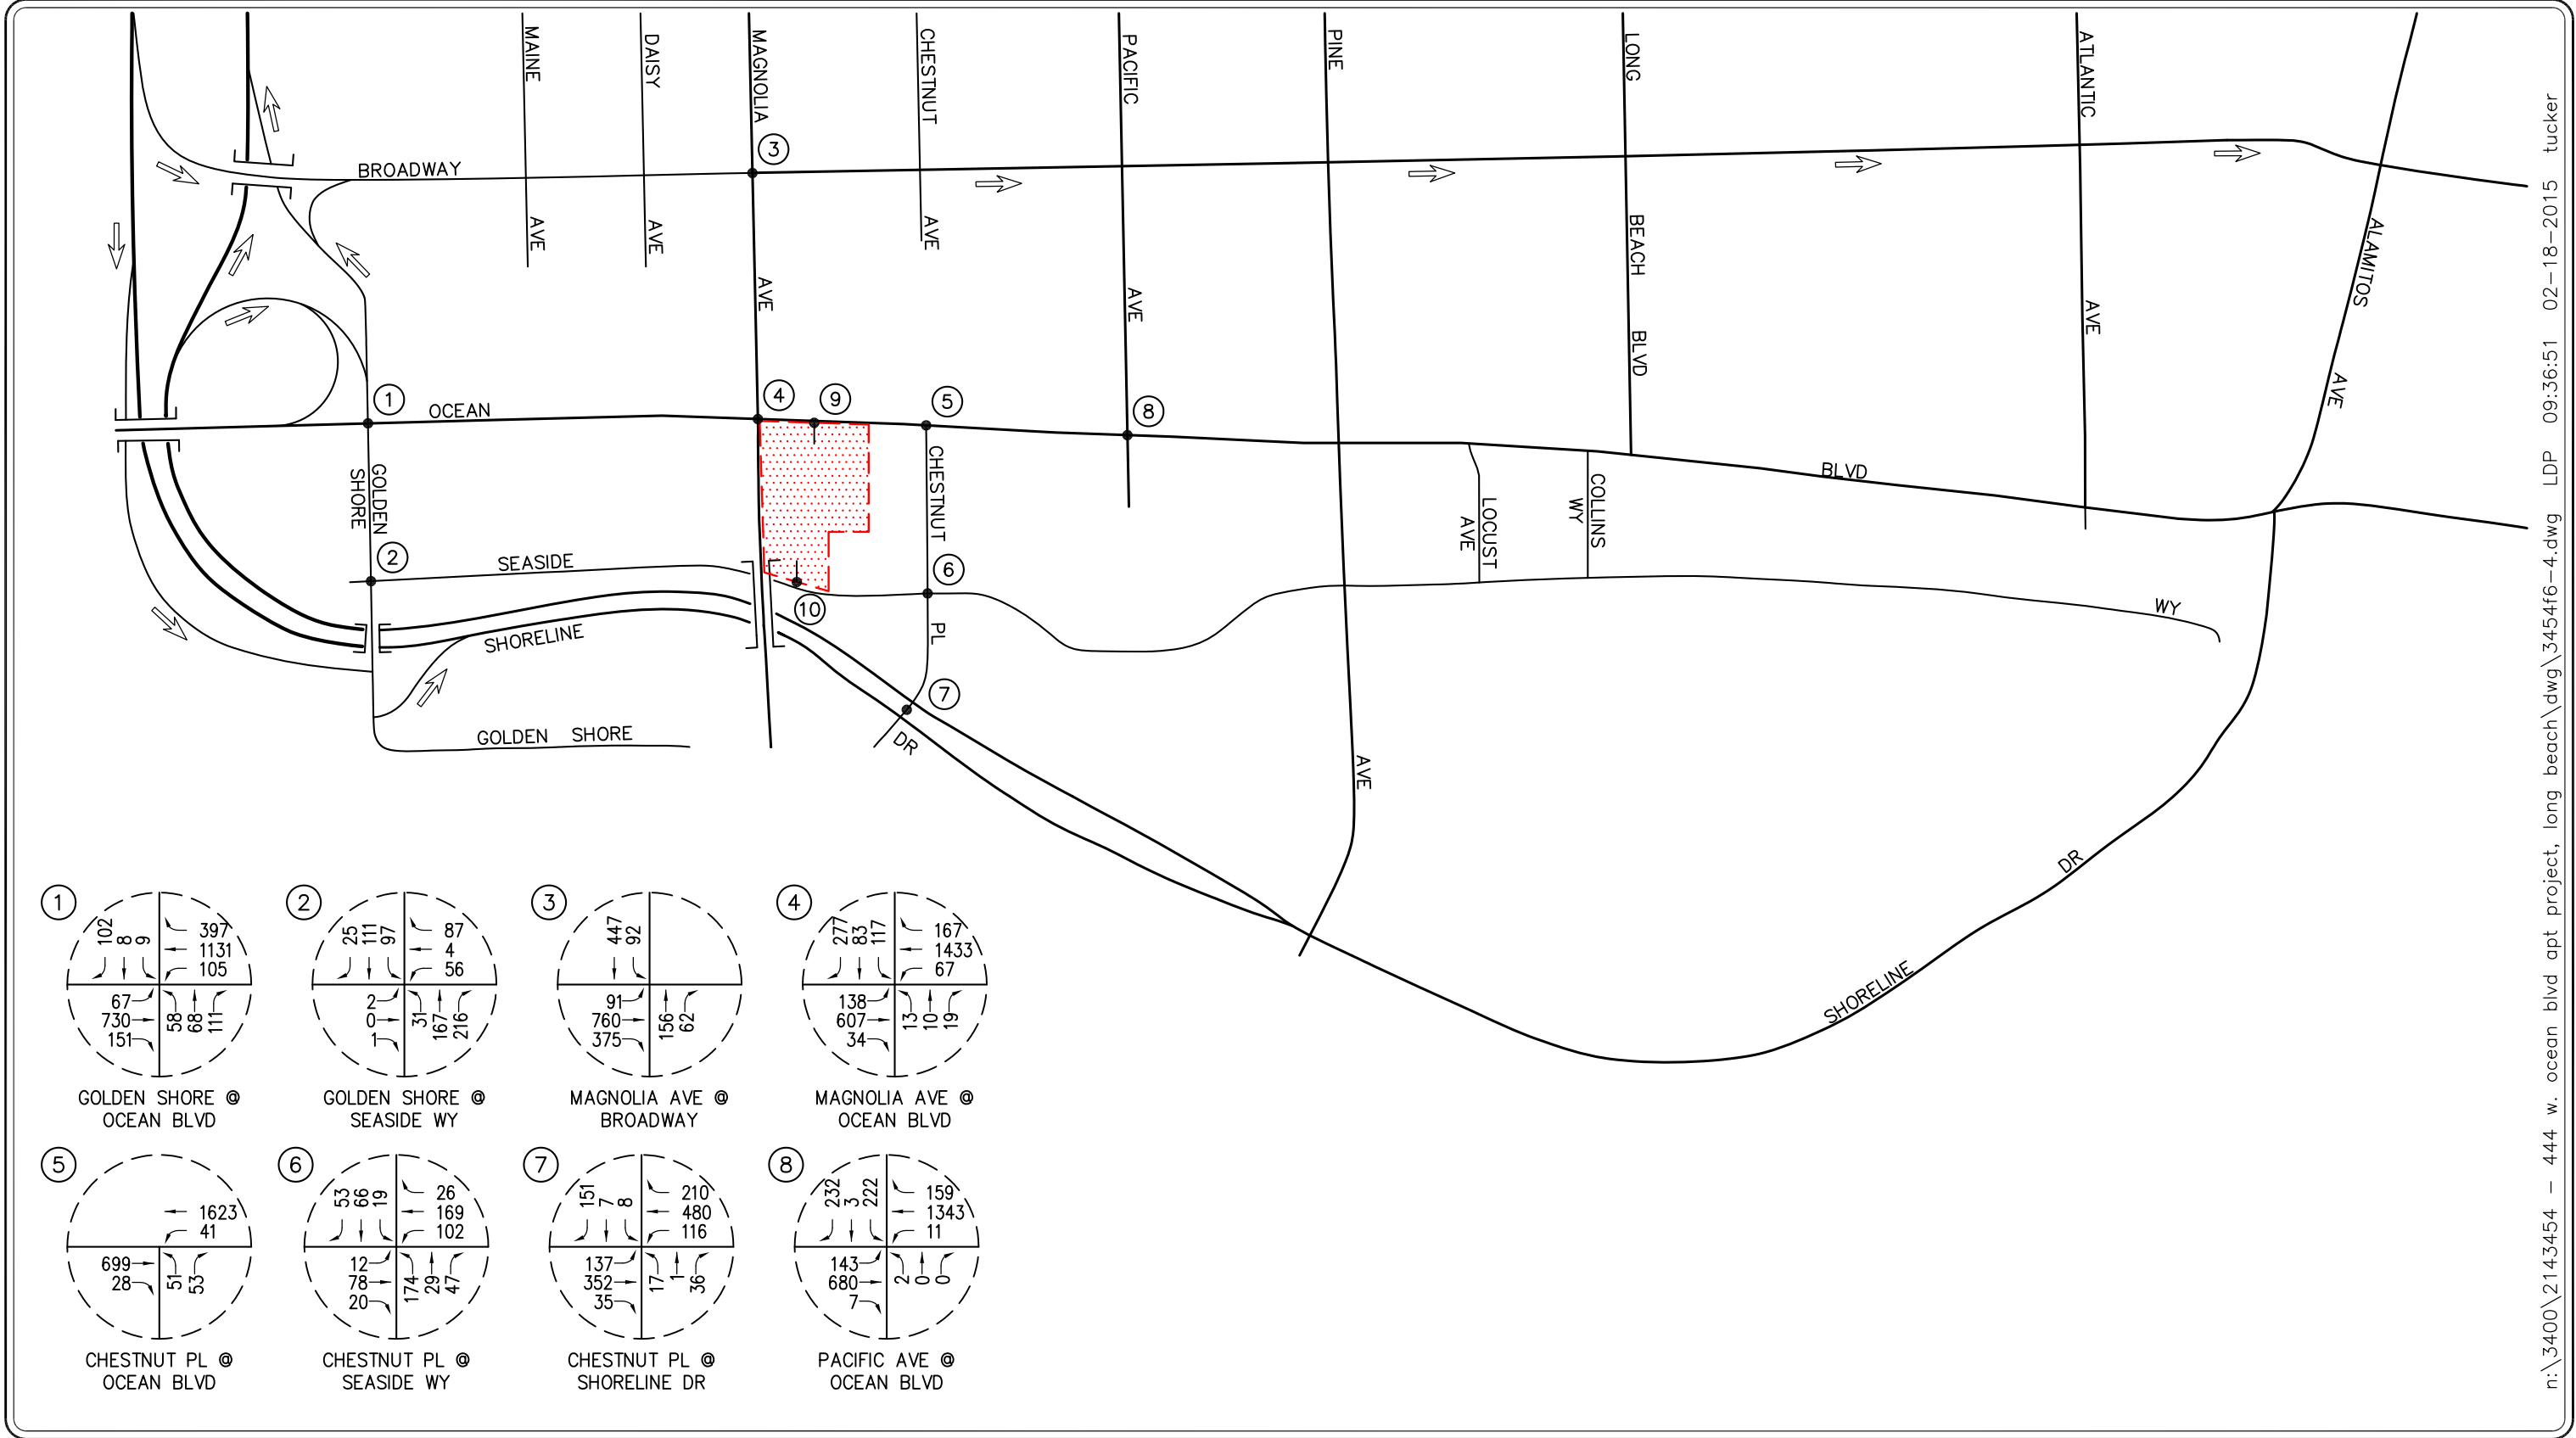 MAINE
AVE
DAISY
AVE
MAGNOLIA
AVE
CHESTNUT
AVE
PACIFIC
AVE
PINE
AVE
LONG
BEACH
BLVD
ATLANTIC
AVE
ALAMITOS
AVE
BROADWAY
3
1
OCEAN
4
9
5
8
BLVD
GOLDEN
SHORE
CHESTNUT
PL
LOCUST
AVE
COLLINS
WY
2
SEASIDE
6
10
WY
SHORELINE
7
DR
GOLDEN SHORE
SHORELINE
DR
1
102
8
9
397
1131
105
67
730
151
58
68
111
GOLDEN SHORE @
OCEAN BLVD
2
25
111
97
87
4
56
2
0
1
31
167
216
GOLDEN SHORE @
SEASIDE WY
3
447
92
91
760
375
156
62
MAGNOLIA AVE @
BROADWAY
4
277
83
117
167
1433
67
138
607
34
13
10
19
MAGNOLIA AVE @
OCEAN BLVD
5
1623
41
699
28
51
53
CHESTNUT PL @
OCEAN BLVD
6
53
66
19
26
169
102
12
78
20
174
29
47
CHESTNUT PL @
SEASIDE WY
7
151
7
8
210
480
116
137
352
35
17
1
36
CHESTNUT PL @
SHORELINE DR
8
232
3
222
159
1343
11
143
680
7
2
0
0
PACIFIC AVE @
OCEAN BLVD
n:\3400\2143454 - 444 w. ocean blvd apt project, long beach\dwg\3454f6-4.dwg LDP 09:36:51 02-18-2015 tucker